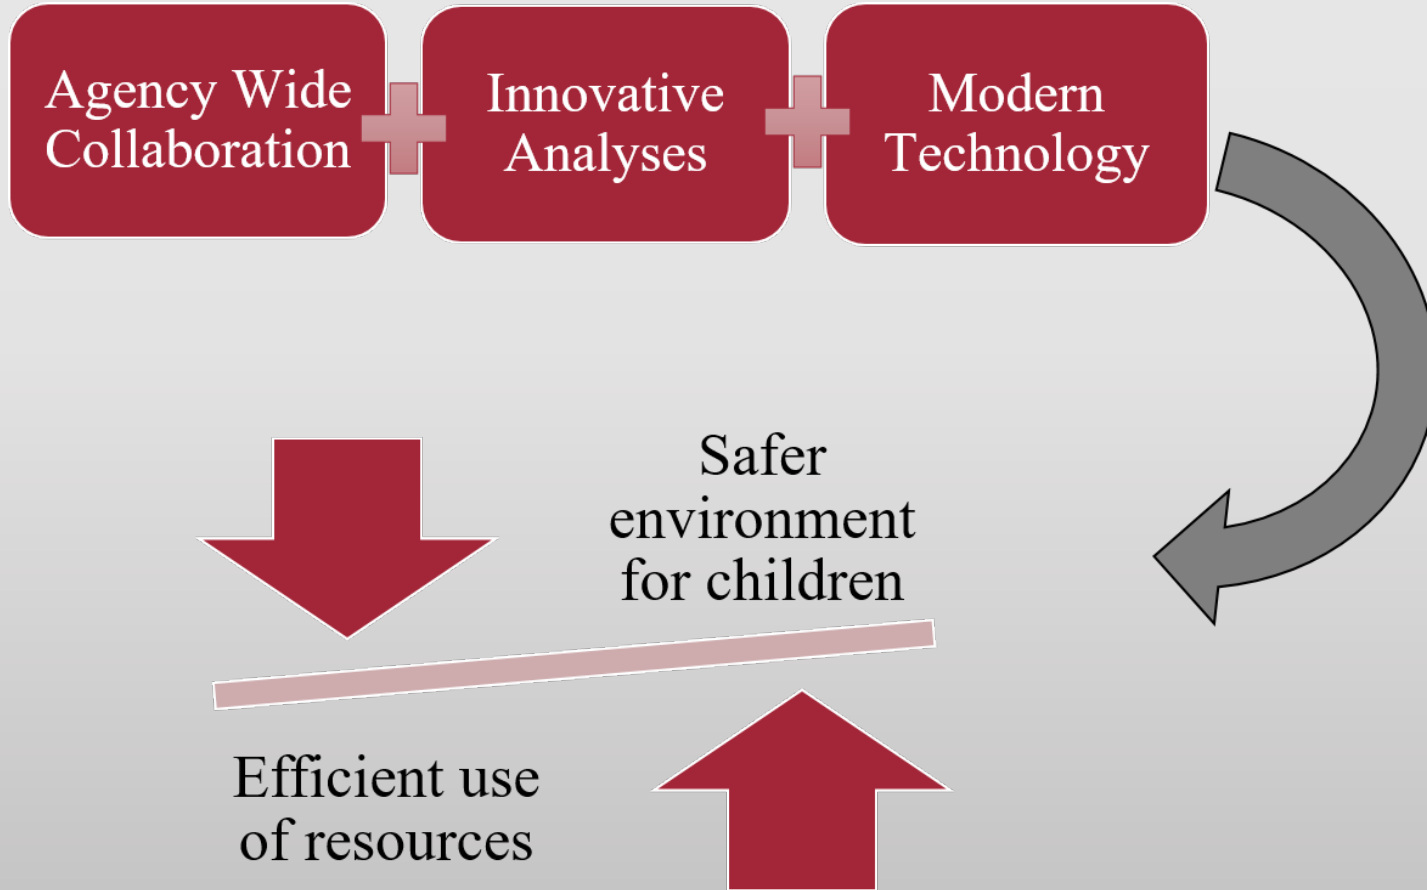 Agency Wide
Collaboration
Innovative
Analyses
Modern
Technology
Safer
environment
for children
Efficient use
of resources